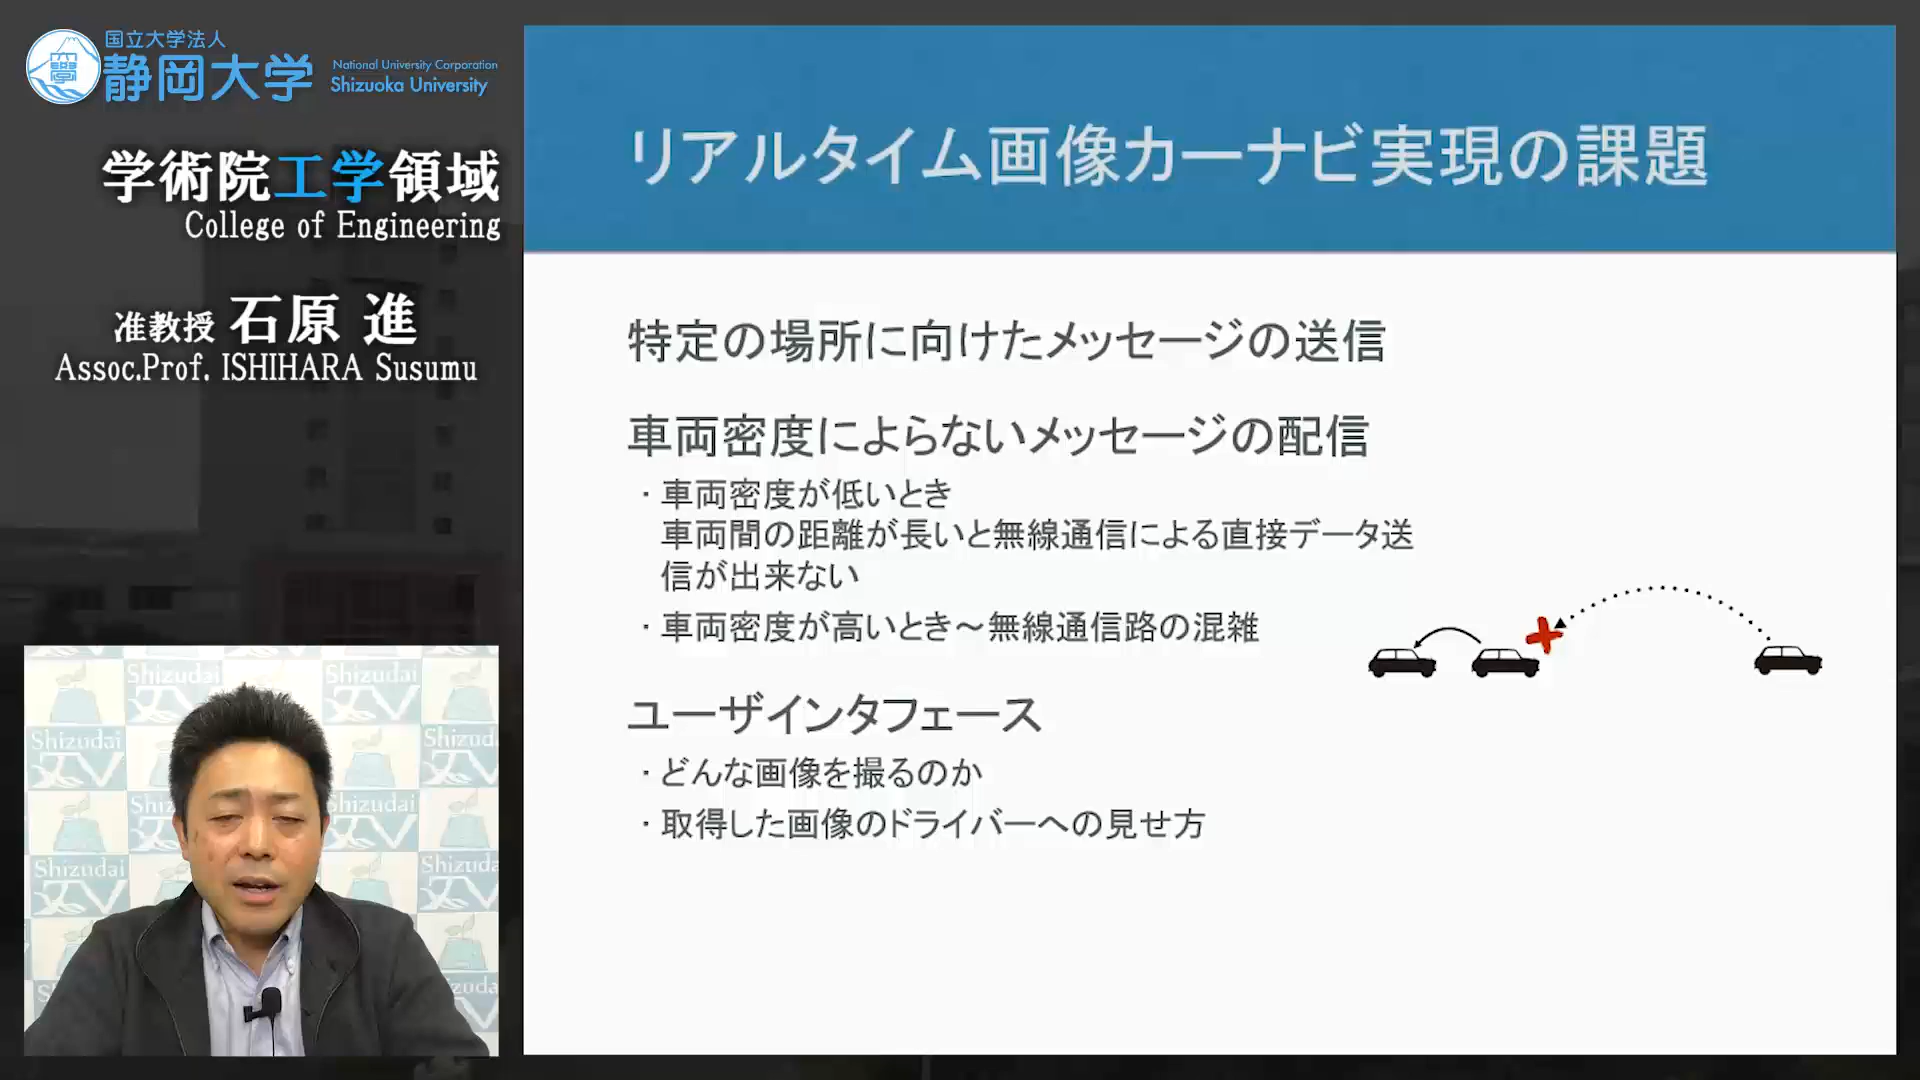 国立大学法人
静岡大学
National University Corporation
Shizuoka University
学術院工学領域
College of Engineering
准教授 石原 進
Assoc.Prof. ISHIHARA Susumu
リアルタイム画像カーナビ実現の課題
特定の場所に向けたメッセージの送信
車両密度によらないメッセージの配信
・車両密度が低いとき
車両間の距離が長いと無線通信による直接データ送
信が出来ない
・車両密度が高いとき～無線通信路の混雑
ユーザインタフェース
・どんな画像を撮るのか
・取得した画像のドライバーへの見せ方
Shizudai
TV
Shizudai
TV
Shizudai
TV
Shizudai
TV